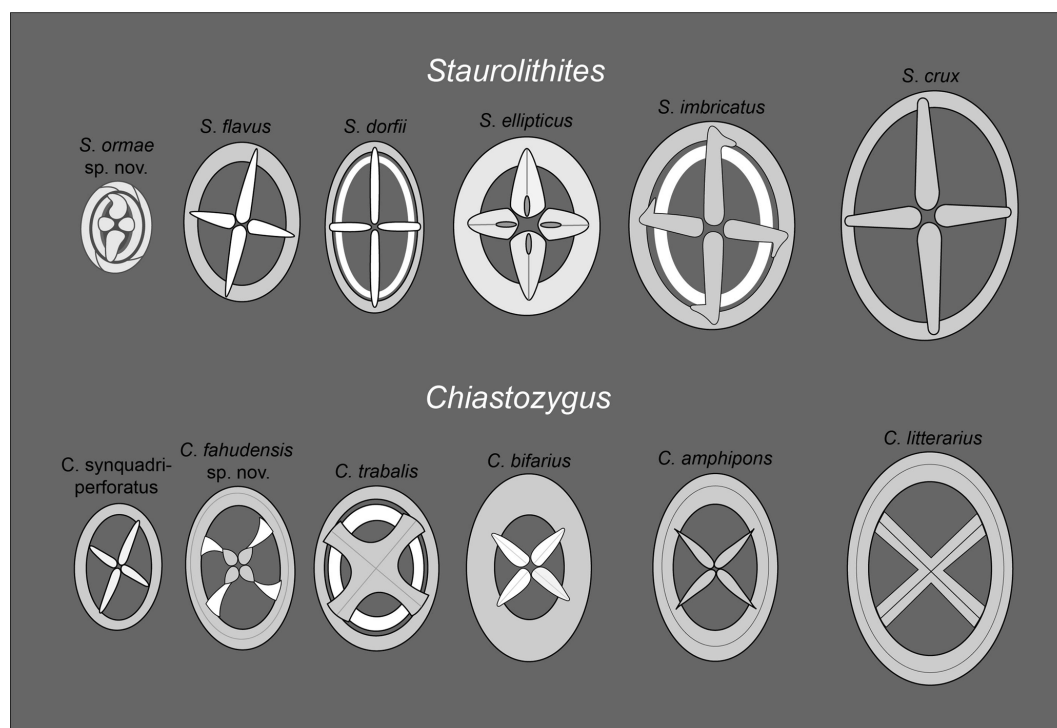 Staurolithites
S. ormae
sp. nov.
S. flavus
S. dorfii
S. ellipticus
S. imbricatus
S. crux
Chiastozygus
C. synquadri-
perforatus
C. fahudensis
sp. nov.
C. trabalis
C. bifarius
C. amphipons
C. litterarius